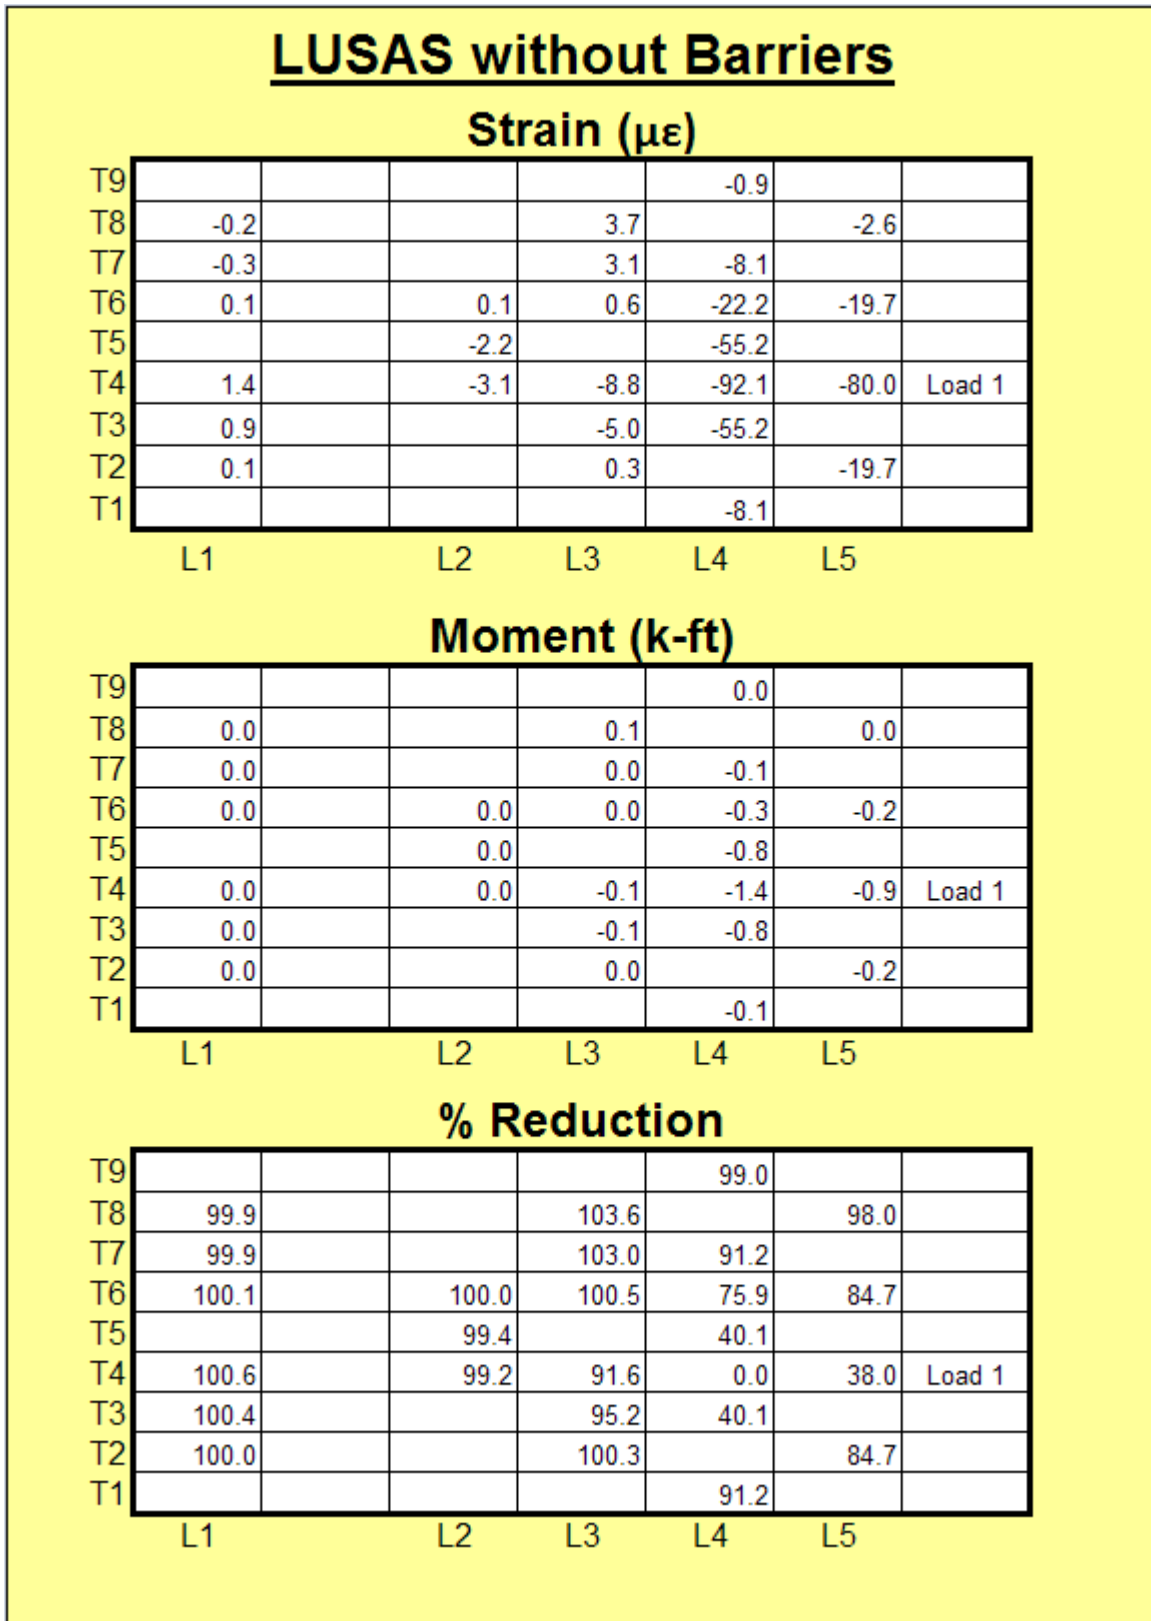 LUSAS without Barriers
Strain (µε)
T9 -0.9
T8 -0.2 3.7 -2.6
T7 -0.3 3.1 -8.1
T6 0.1 0.1 0.6 -22.2 -19.7
T5 -2.2 -55.2
T4 1.4 -3.1 -8.8 -92.1 -80.0 Load 1
T3 0.9 -5.0 -55.2
T2 0.1 0.3 -19.7
T1 -8.1
L1 L2 L3 L4 L5
Moment (k-ft)
T9 0.0
T8 0.0 0.1 0.0
T7 0.0 0.0 -0.1
T6 0.0 0.0 0.0 -0.3 -0.2
T5 0.0 -0.8
T4 0.0 0.0 -0.1 -1.4 -0.9 Load 1
T3 0.0 -0.1 -0.8
T2 0.0 0.0 -0.2
T1 -0.1
L1 L2 L3 L4 L5
% Reduction
T9 99.0
T8 99.9 103.6 98.0
T7 99.9 103.0 91.2
T6 100.1 100.0 100.5 75.9 84.7
T5 99.4 40.1
T4 100.6 99.2 91.6 0.0 38.0 Load 1
T3 100.4 95.2 40.1
T2 100.0 100.3 84.7
T1 91.2
L1 L2 L3 L4 L5